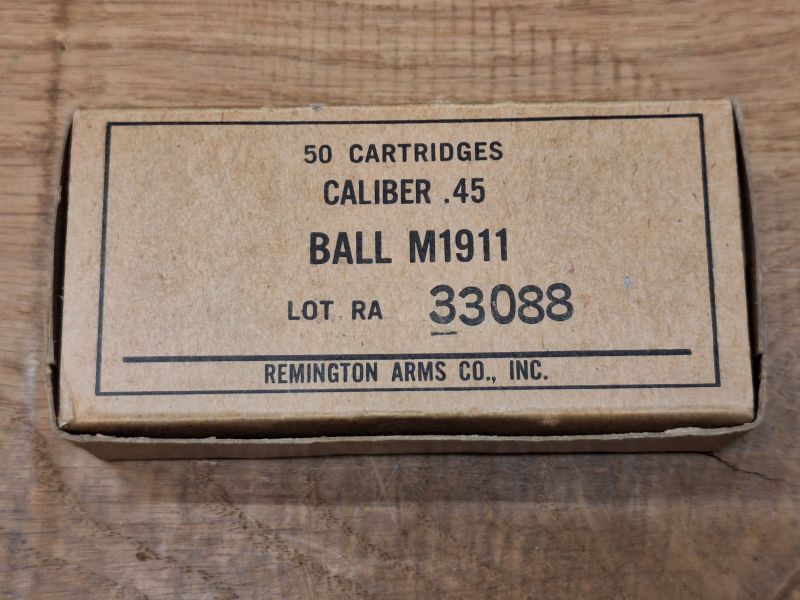 50 CARTRIDGES
CALIBER .45
BALL M1911
LOT RA 33088
REMINGTON ARMS CO., INC.